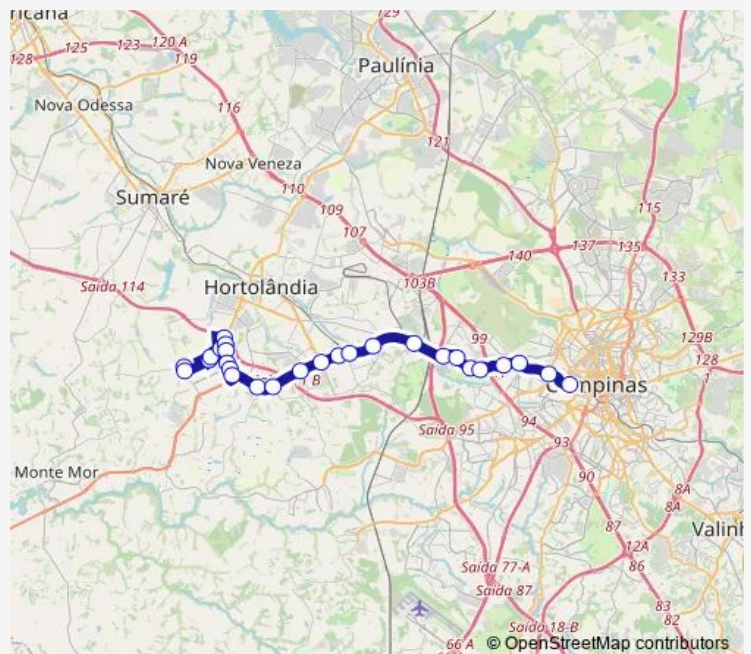 129
128
125
123
120 A
119
Paulínia
Nova Odessa
116
121
Nova Veneza
110
Sumaré
109
115
107
140
137
135
103B
133
Saída 114
Hortolândia
99
129B
128
1
B
Campinas
94
Saída 95
93
Monte Mor
90
8A
8A
87
12A
86
Saída 77-A
Saída 87
83
82
Saída 18-B
66 A
© OpenStreetMap contributors